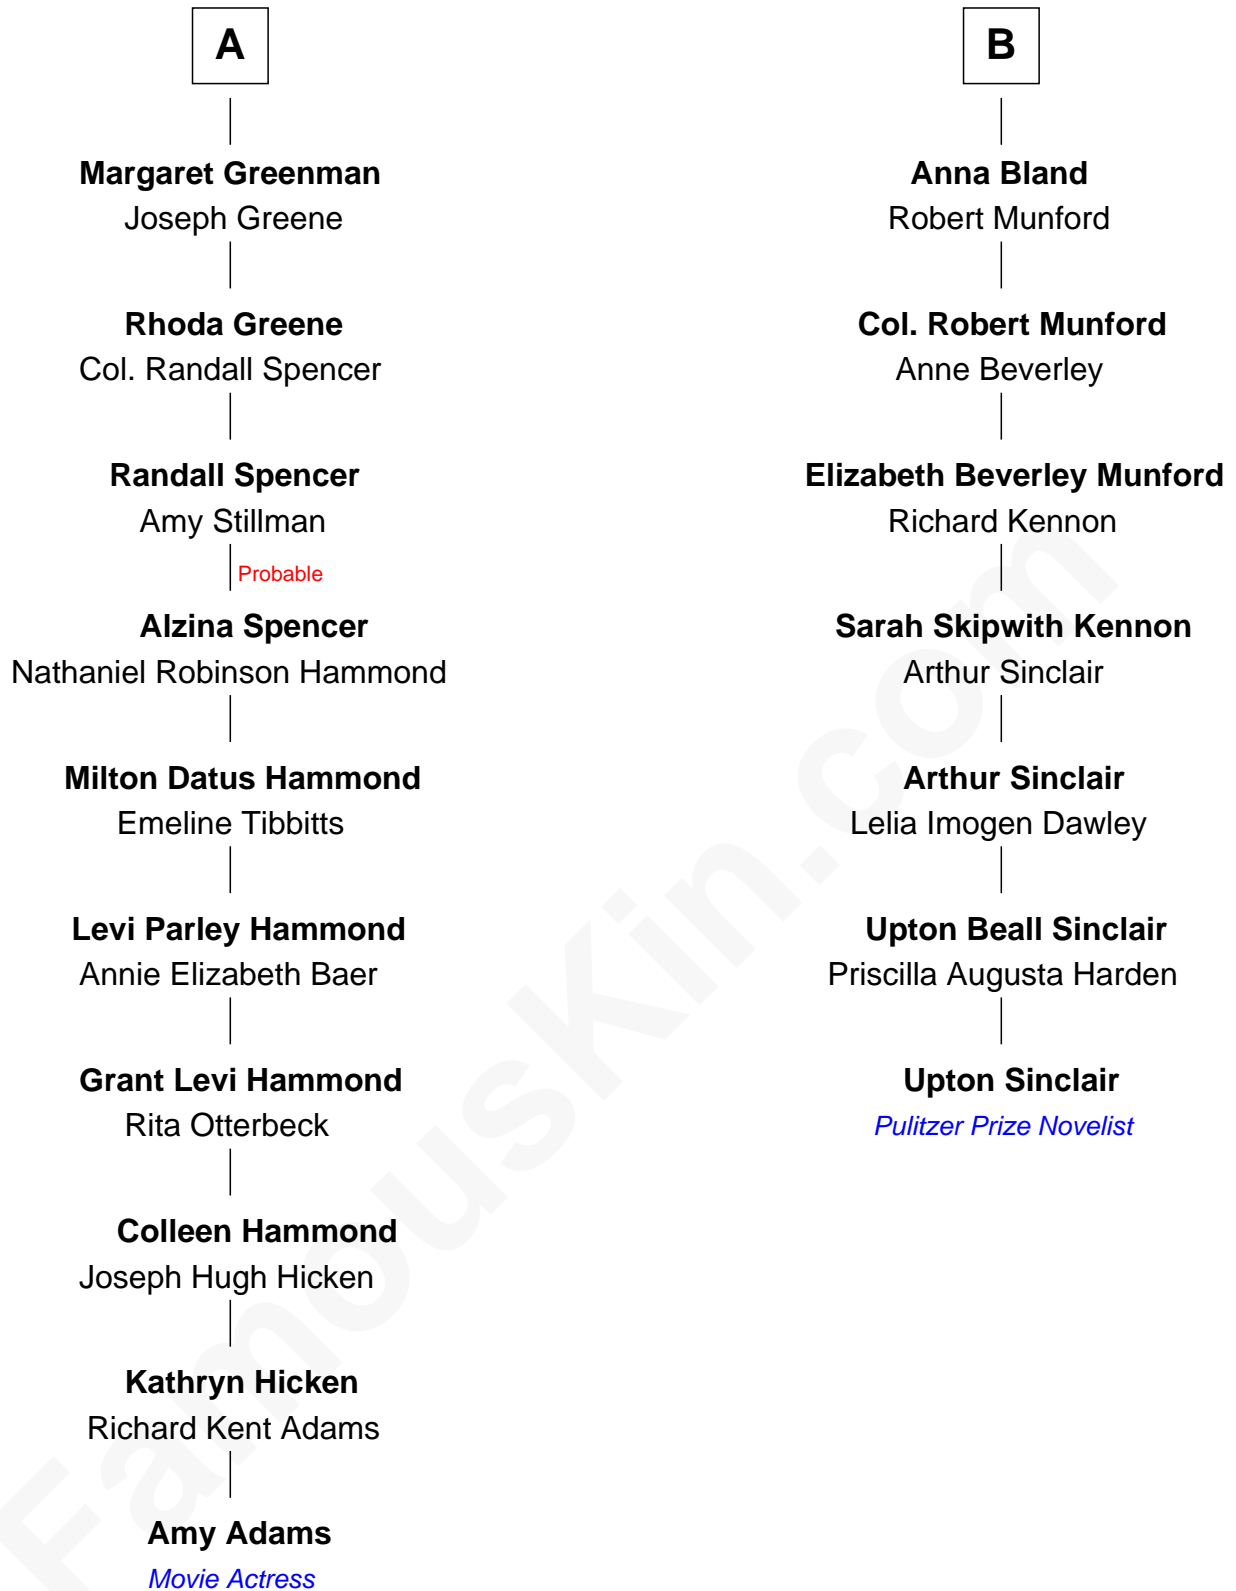 A
Margaret Greenman
Joseph Greene
Rhoda Greene
Col. Randall Spencer
Randall Spencer
Amy Stillman
Probable
Alzina Spencer
Nathaniel Robinson Hammond
Milton Datus Hammond
Emeline Tibbitts
Levi Parley Hammond
Annie Elizabeth Baer
Grant Levi Hammond
Rita Otterbeck
Colleen Hammond
Joseph Hugh Hicken
Kathryn Hicken
Richard Kent Adams
Amy Adams
Movie Actress
B
Anna Bland
Robert Munford
Col. Robert Munford
Anne Beverley
Elizabeth Beverley Munford
Richard Kennon
Sarah Skipwith Kennon
Arthur Sinclair
Arthur Sinclair
Lelia Imogen Dawley
Upton Beall Sinclair
Priscilla Augusta Harden
Upton Sinclair
Pulitzer Prize Novelist
FamousKin.com